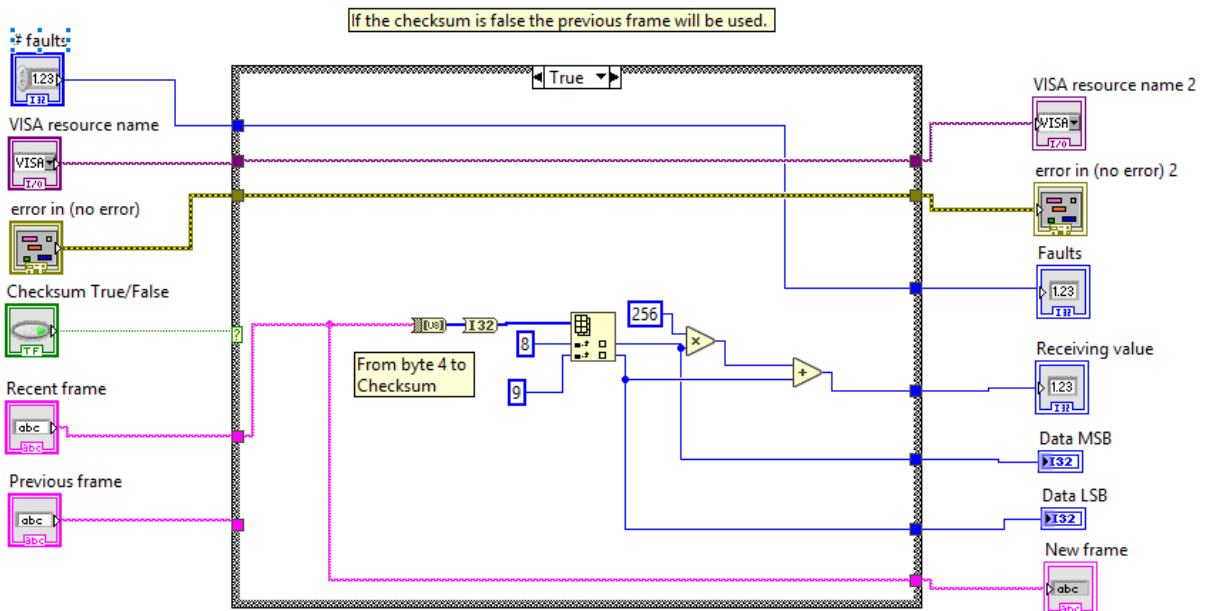 If the checksum is false the previous frame will be used.
# faults
1.23
I32
True
VISA resource name
VISA
I/O
error in (no error)
Checksum True/False
TF
?
Recent frame
abc
abc
Previous frame
abc
abc
[U8]
I32
From byte 4 to
Checksum
8
9
256
×
+
VISA resource name 2
VISA
I/O
error in (no error) 2
Faults
1.23
I32
Receiving value
1.23
I32
Data MSB
I32
Data LSB
I32
New frame
abc
abc